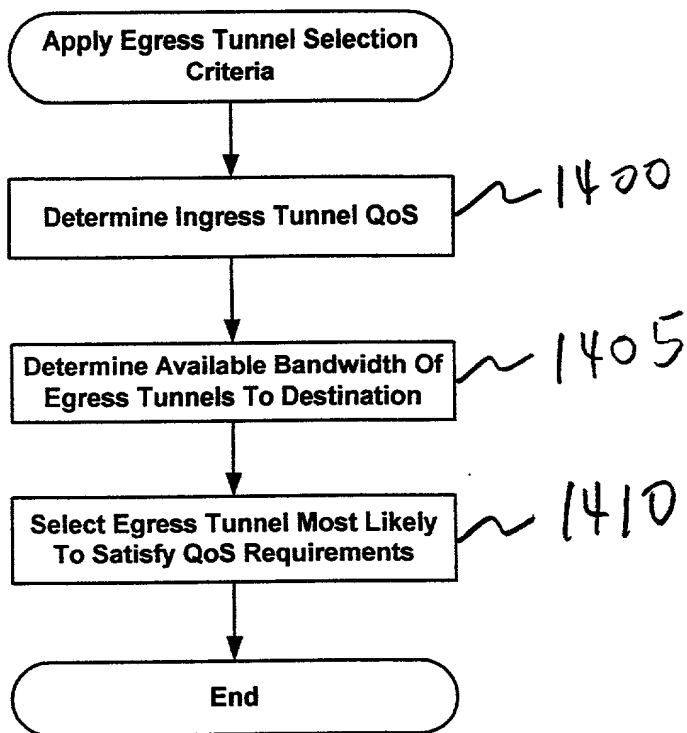 Apply Egress Tunnel Selection
Criteria
Determine Ingress Tunnel QoS
1400
Determine Available Bandwidth Of
Egress Tunnels To Destination
1405
Select Egress Tunnel Most Likely
To Satisfy QoS Requirements
1410
End